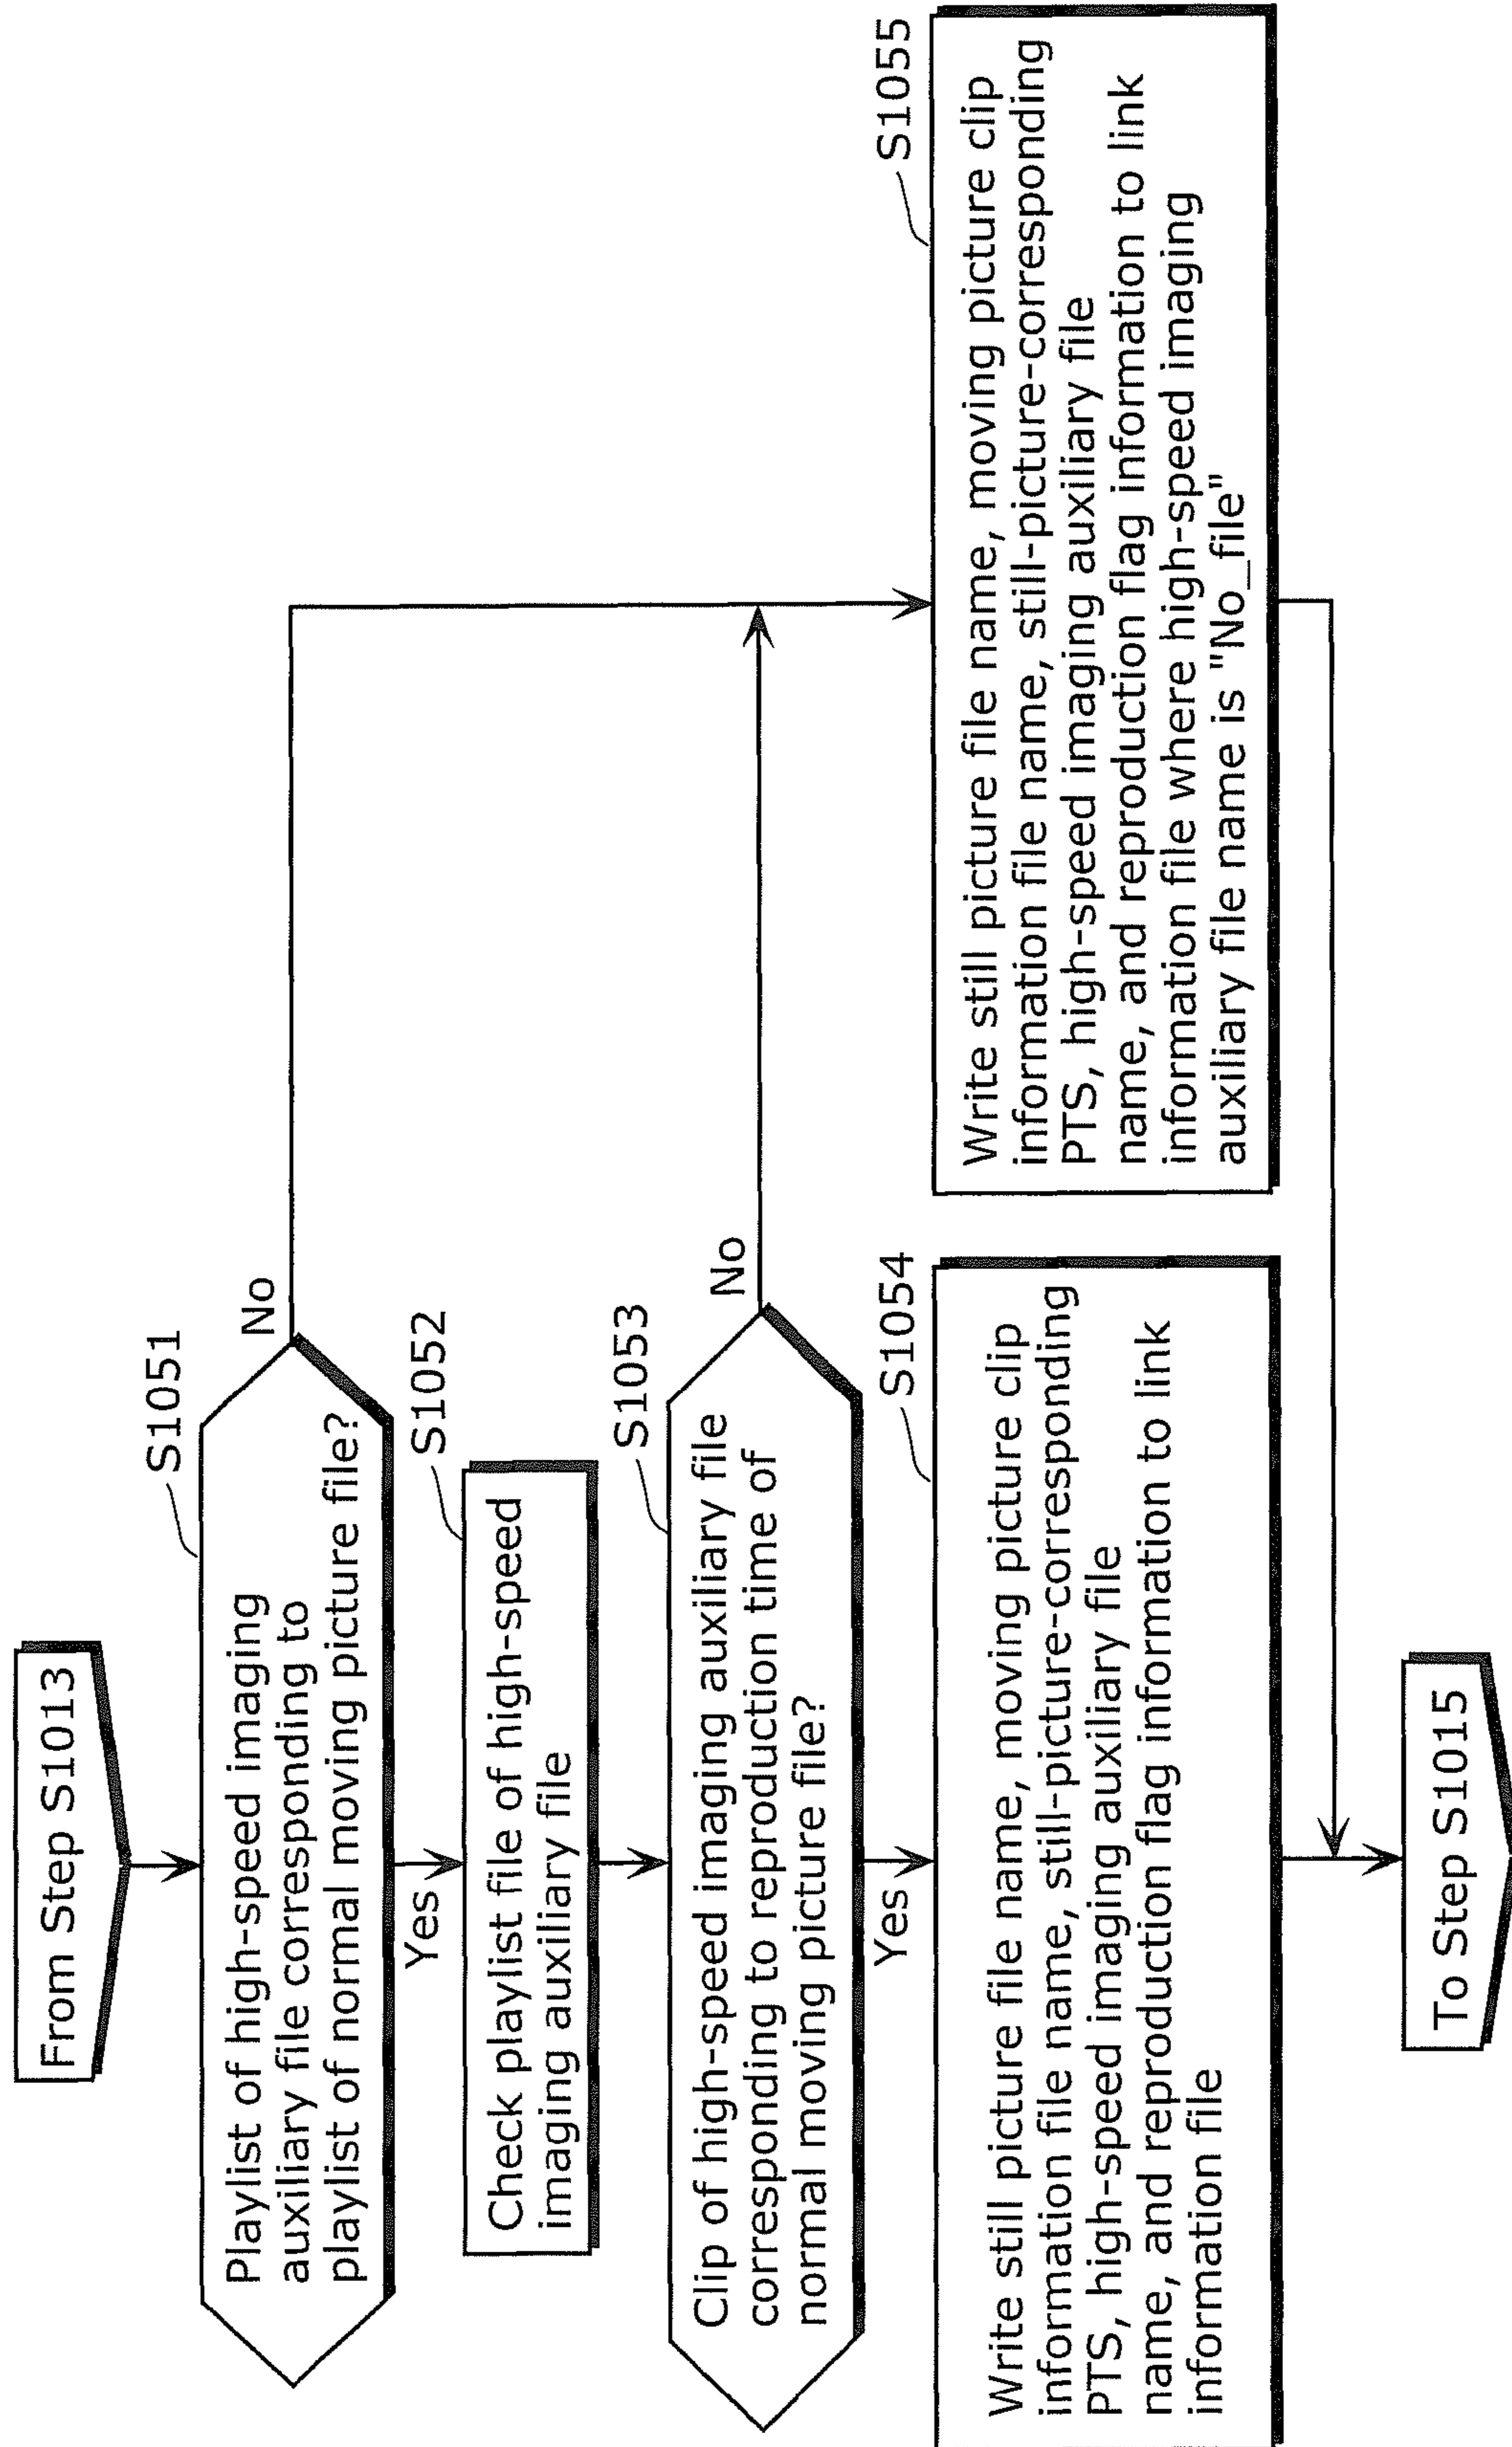 From Step S1013
S1051
Playlist of high-speed imaging
auxiliary file corresponding to
playlist of normal moving picture file?
No
Yes
S1052
Check playlist file of high-speed
imaging auxiliary file
S1053
Clip of high-speed imaging auxiliary file
corresponding to reproduction time of
normal moving picture file?
No
Yes
S1054
Write still picture file name, moving picture clip
information file name, still-picture-corresponding
PTS, high-speed imaging auxiliary file
name, and reproduction flag information to link
information file
S1055
Write still picture file name, moving picture clip
information file name, still-picture-corresponding
PTS, high-speed imaging auxiliary file
name, and reproduction flag information to link
information file where high-speed imaging
auxiliary file name is "No_file"
To Step S1015